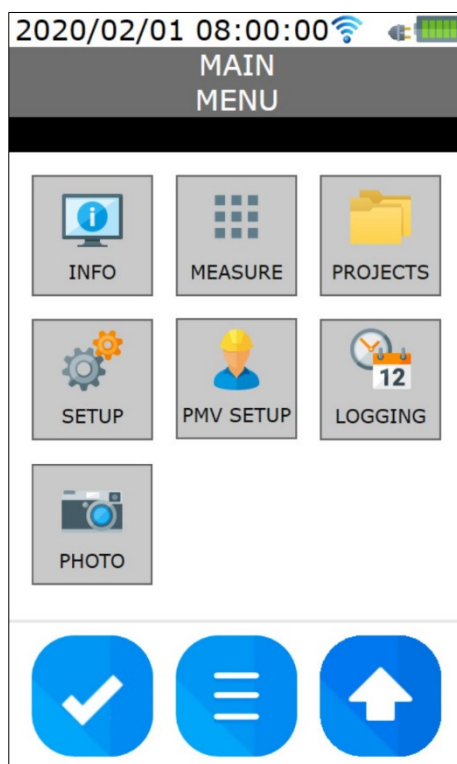 2020/02/01 08:00:00
MAIN
MENU
INFO
MEASURE
PROJECTS
SETUP
PMV SETUP
12
LOGGING
PHOTO